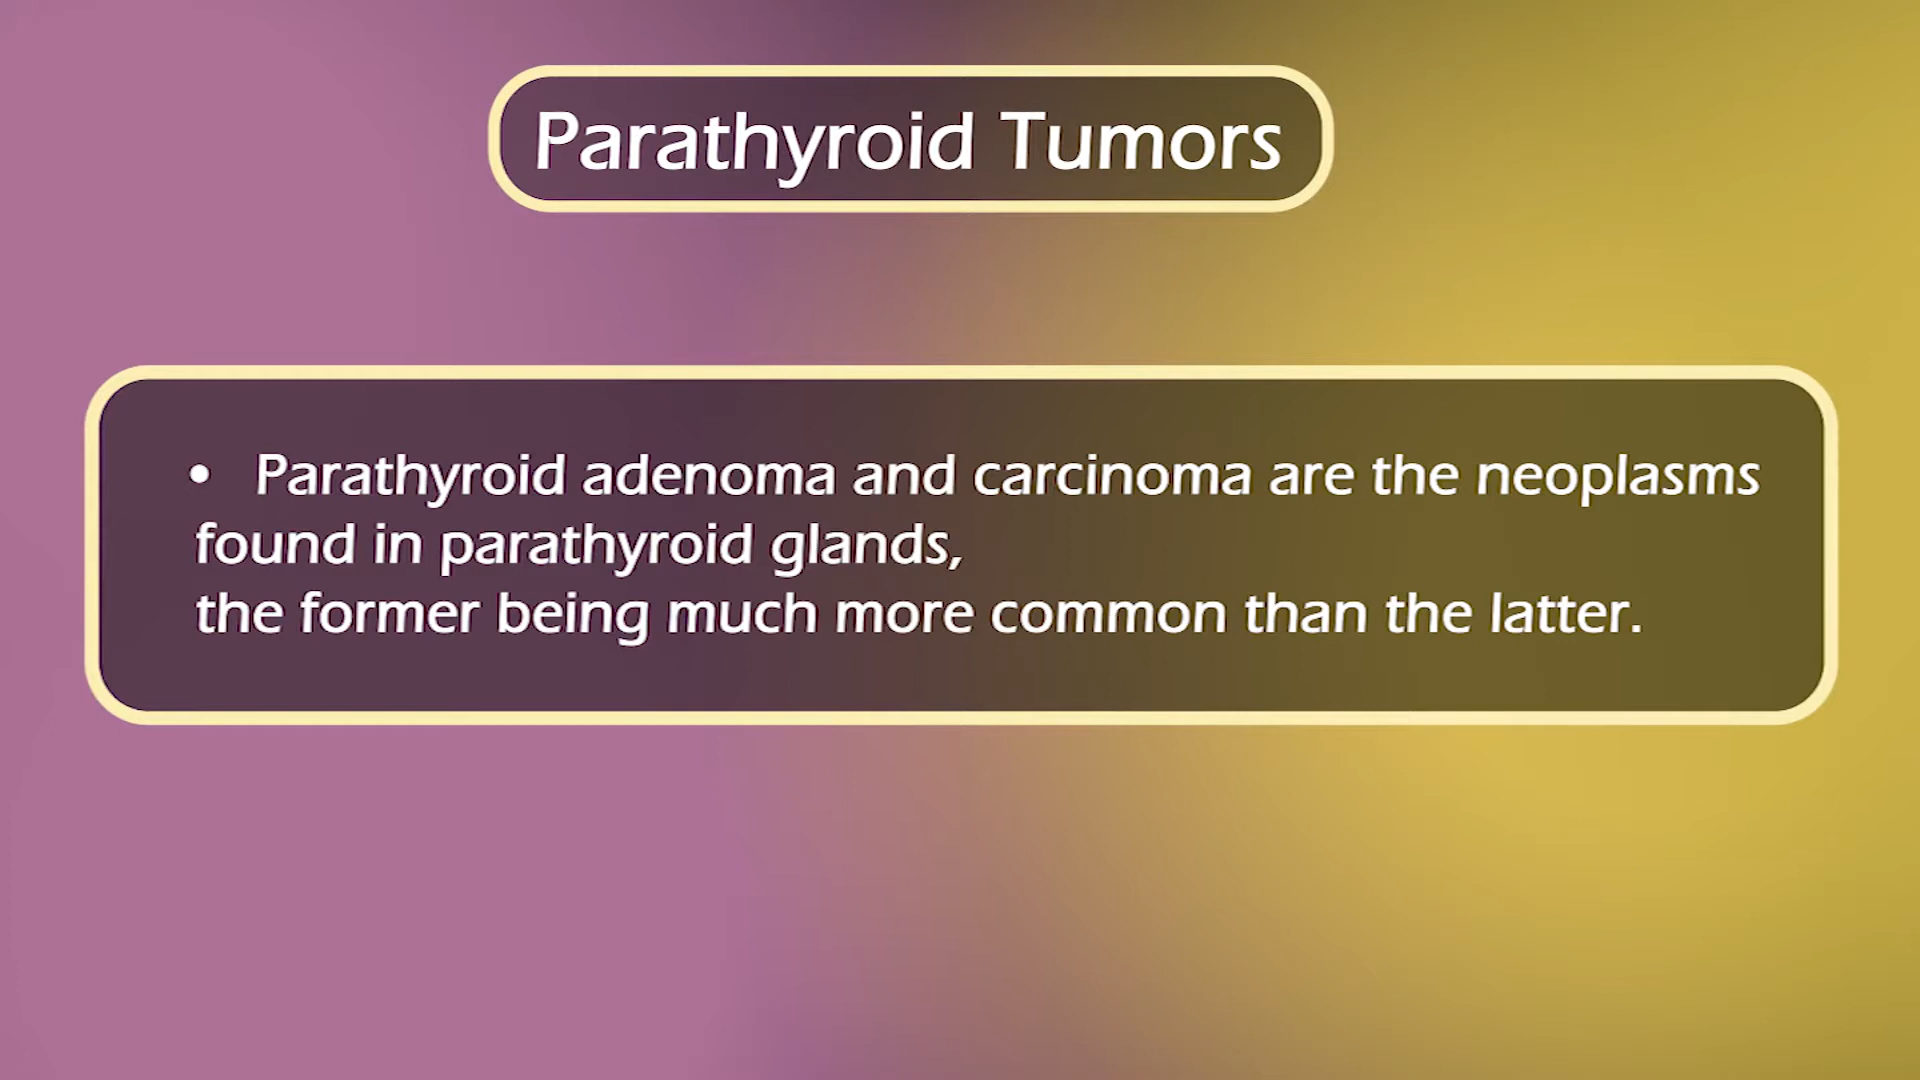 Parathyroid Tumors
• Parathyroid adenoma and carcinoma are the neoplasms
found in parathyroid glands,
the former being much more common than the latter.